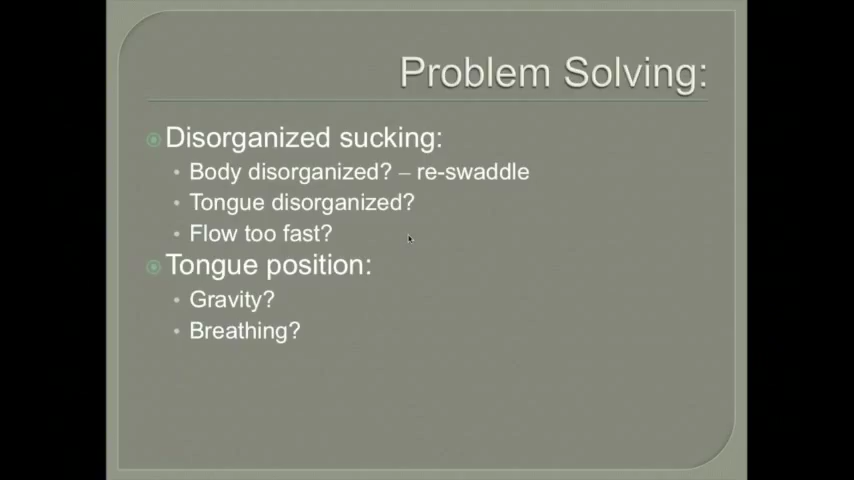 Problem Solving:
Disorganized sucking:
Body disorganized? – re-swaddle
Tongue disorganized?
Flow too fast?
Tongue position:
Gravity?
Breathing?